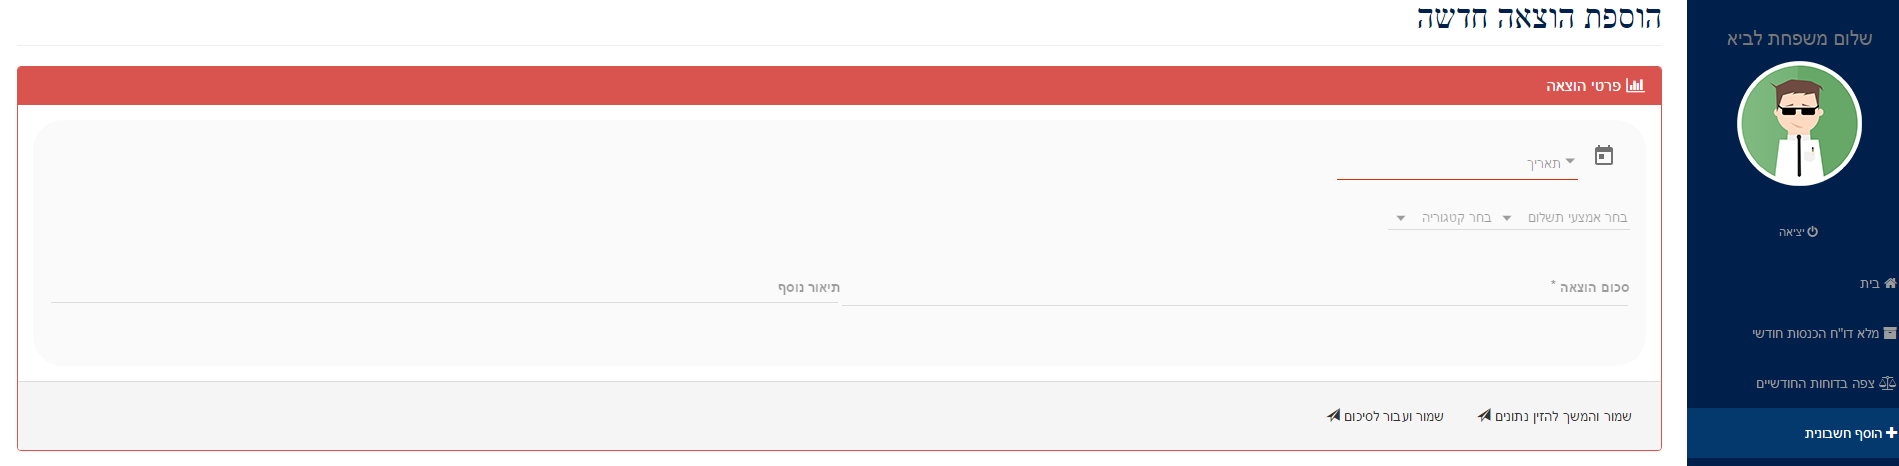 הוספת הוצאה חדשה
פרטי הוצאה
תאריך
בחר אמצעי תשלום בחר קטגוריה
סכום הוצאה * תיאור נוסף
שמור והמשך להזין נתונים שמור ועבור לסיכום
שלום משפחת לביא
יציאה
בית
מלא דו"ח הכנסות חודשי
צפה בדוחות החודשיים
הוסף חשבונית